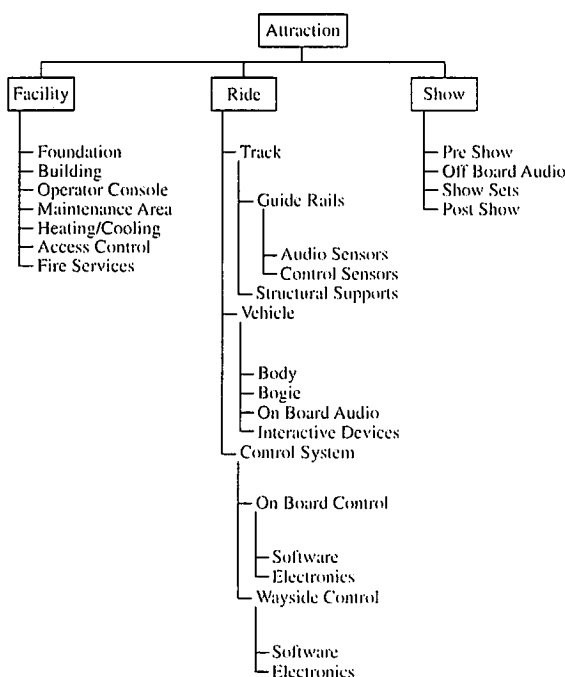 Attraction
Facility
Ride
Show
Foundation
Building
Operator Console
Maintenance Area
Heating/Cooling
Access Control
Fire Services
Track
Guide Rails
Audio Sensors
Control Sensors
Structural Supports
Vehicle
Body
Bogie
On Board Audio
Interactive Devices
Control System
On Board Control
Software
Electronics
Wayside Control
Software
Electronics
Pre Show
Off Board Audio
Show Sets
Post Show